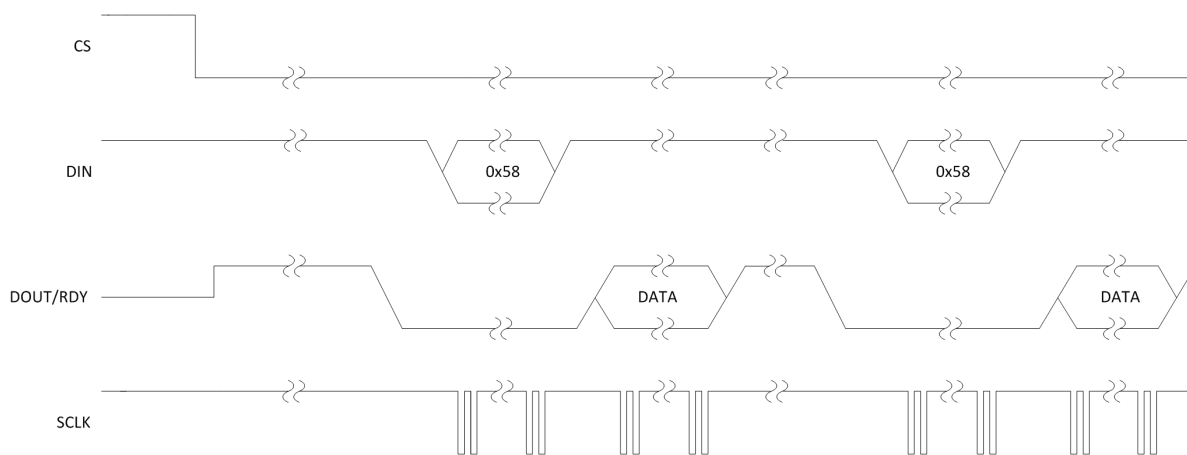 CS
DIN
0x58
0x58
DOUT/RDY
DATA
DATA
SCLK